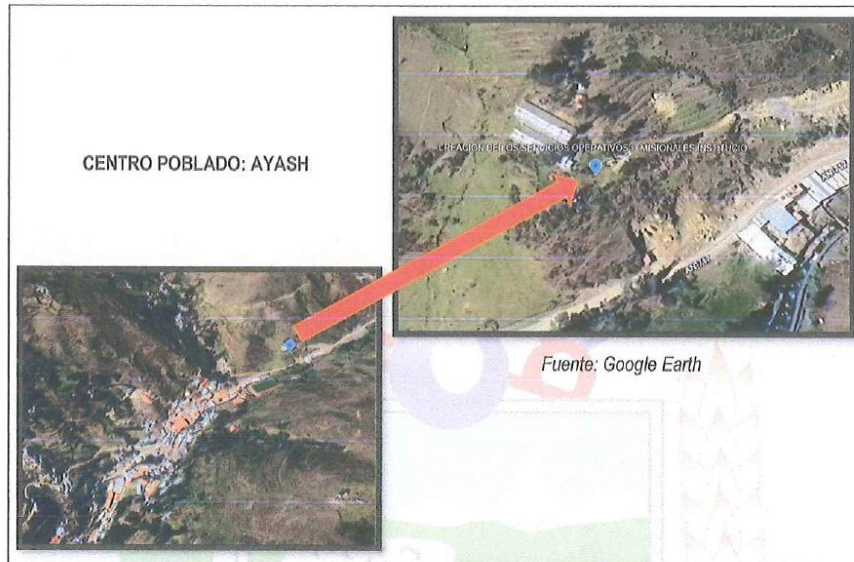 CENTRO POBLADO: AYASH
CREACION DE LOS SERVICIOS OPERATIVOS O MISIONALES INSTITUCIO
Fuente: Google Earth